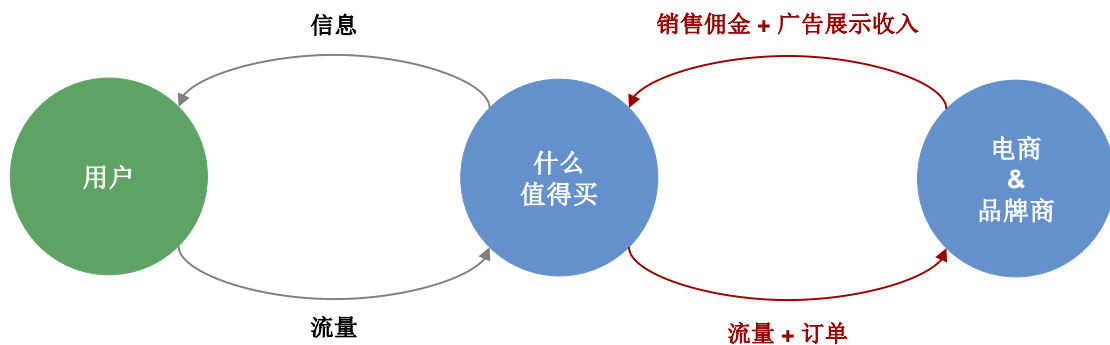 信息
销售佣金 + 广告展示收入
用户
什么
值得买
电商
&
品牌商
流量
流量 + 订单